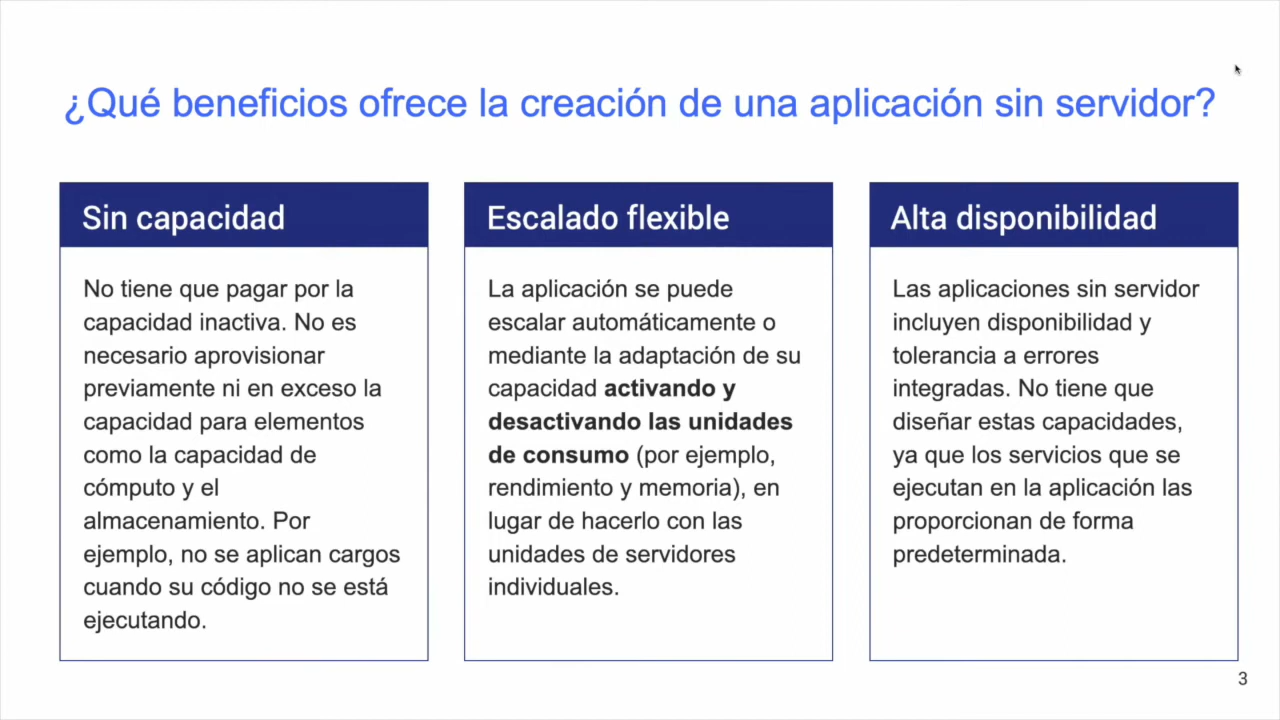 ¿Qué beneficios ofrece la creación de una aplicación sin servidor?
Sin capacidad
No tiene que pagar por la
capacidad inactiva. No es
necesario aprovisionar
previamente ni en exceso la
capacidad para elementos
como la capacidad de
cómputo y el
almacenamiento. Por
ejemplo, no se aplican cargos
cuando su código no se está
ejecutando.
Escalado flexible
La aplicación se puede
escalar automáticamente o
mediante la adaptación de su
capacidad activando y
desactivando las unidades
de consumo (por ejemplo,
rendimiento y memoria), en
lugar de hacerlo con las
unidades de servidores
individuales.
Alta disponibilidad
Las aplicaciones sin servidor
incluyen disponibilidad y
tolerancia a errores
integradas. No tiene que
diseñar estas capacidades,
ya que los servicios que se
ejecutan en la aplicación las
proporcionan de forma
predeterminada.
3